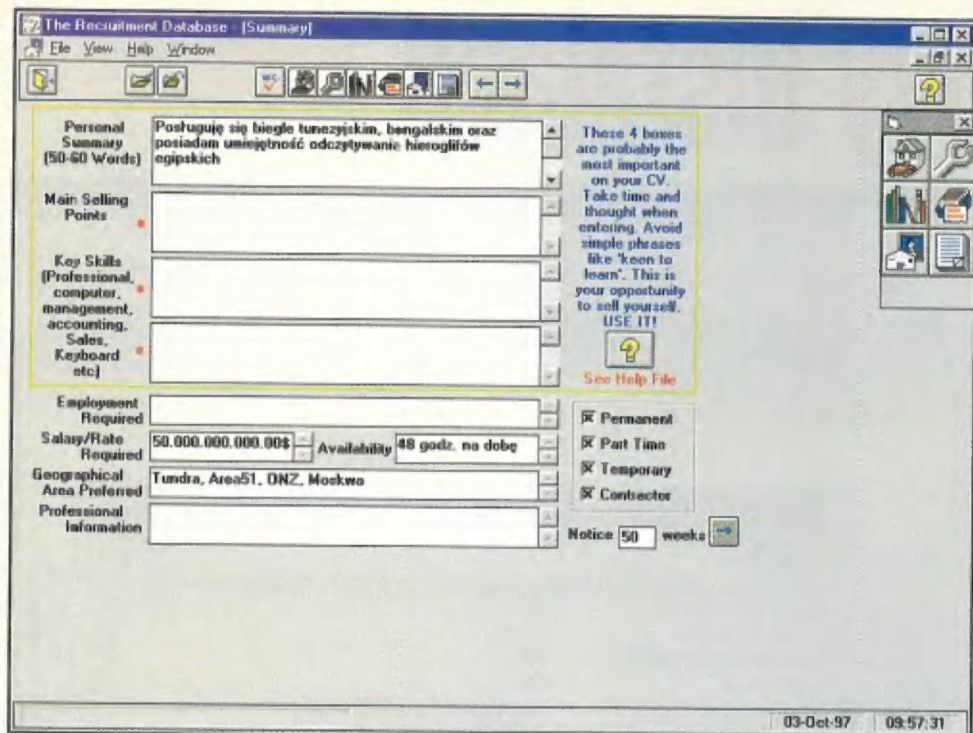 The Recruitment Database - [Summary]
File View Help Window
Personal
Summary
(50-60 Words)
Posługuję się biegle tunezyjskim, bengalskim oraz
posiadam umiejętność odczytywanie hieroglifów
egipskich
Main Selling
Points
Key Skills
(Professional,
computer,
management,
accounting,
Sales,
Keyboard
etc)
These 4 boxes
are probably the
most important
on your CV.
Take time and
thought when
entering. Avoid
simple phrases
like 'keen to
learn'. This is
your opportunity
to sell yourself.
USE IT!
See Help File
Employment
Required
Salary/Rate
Required
50.000.000.000.00$
Availability
48 godz. na dobę
Geographical
Area Preferred
Tundra, Area51, ONZ, Moskwa
Professional
Information
Permanent
Part Time
Temporary
Contractor
Notice 50 weeks
03-Oct-97 09:57:31